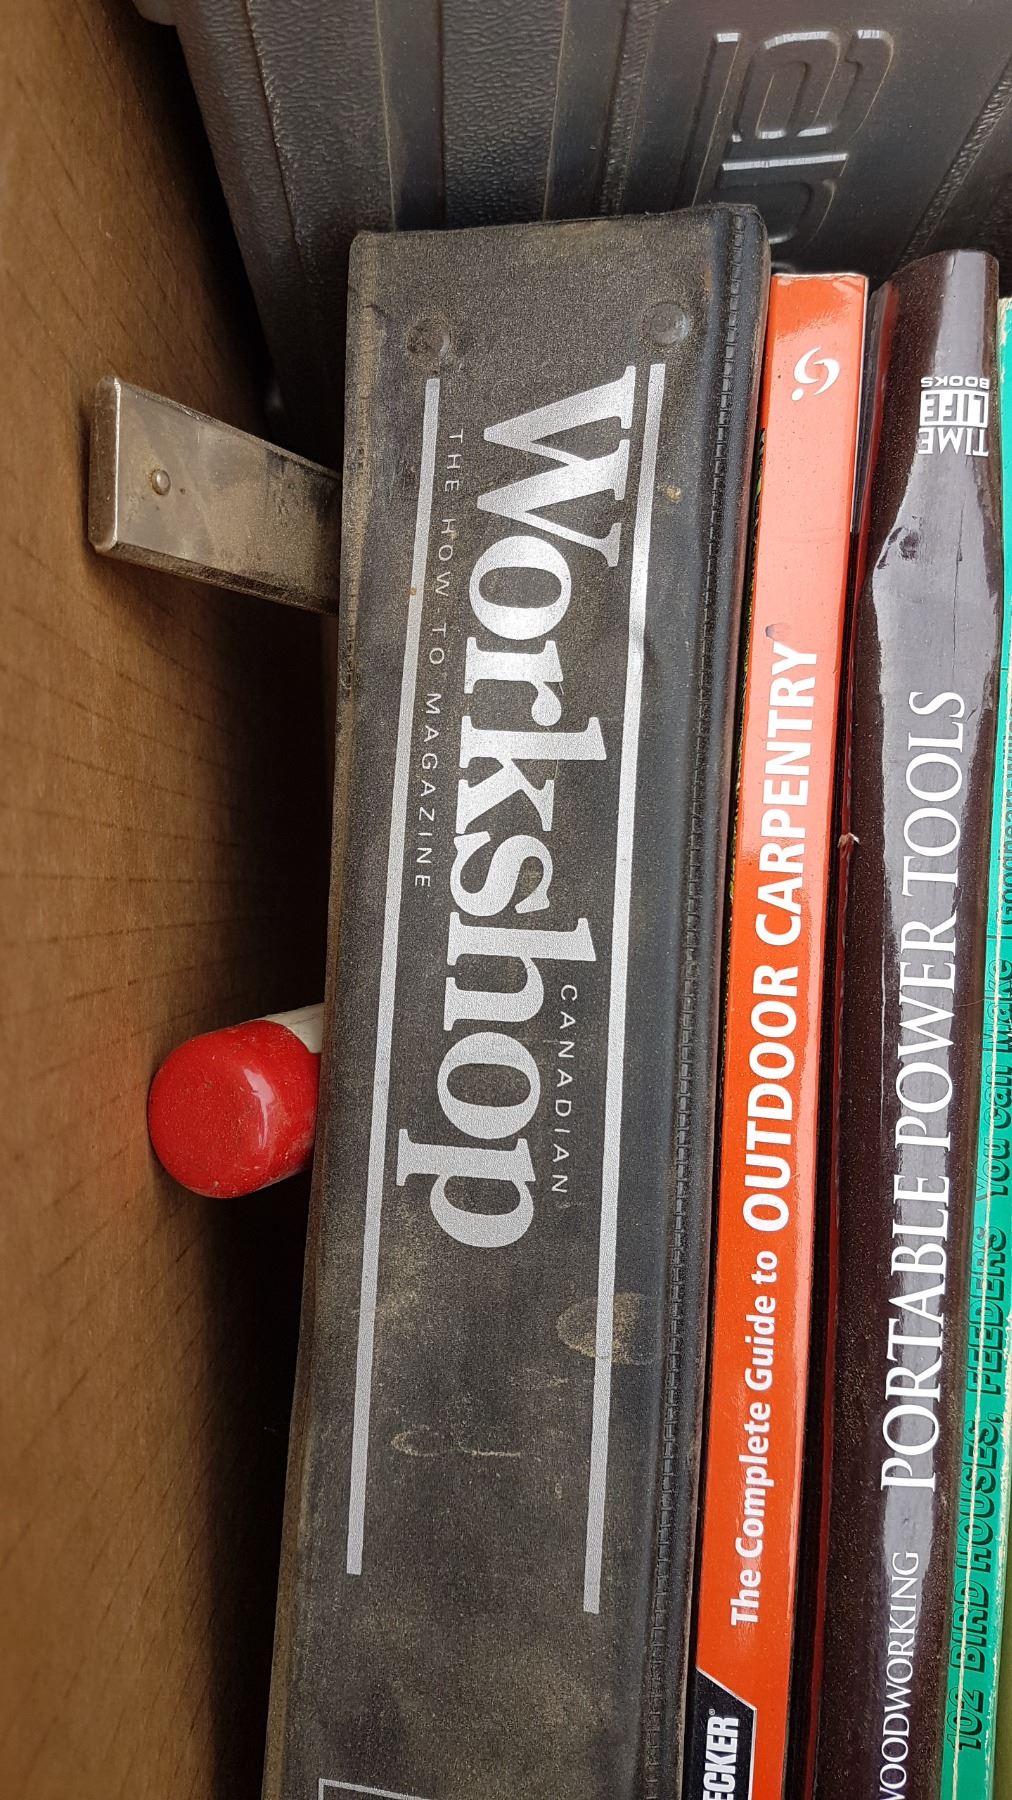 CANADIAN
Workshop
THE HOW TO MAGAZINE
The Complete Guide to OUTDOOR CARPENTRY
ECKER®
WOODWORKING PORTABLE POWER TOOLS
TIME
LIFE
BOOKS
102 BIRD HOUSES, FEEDERS You can Make